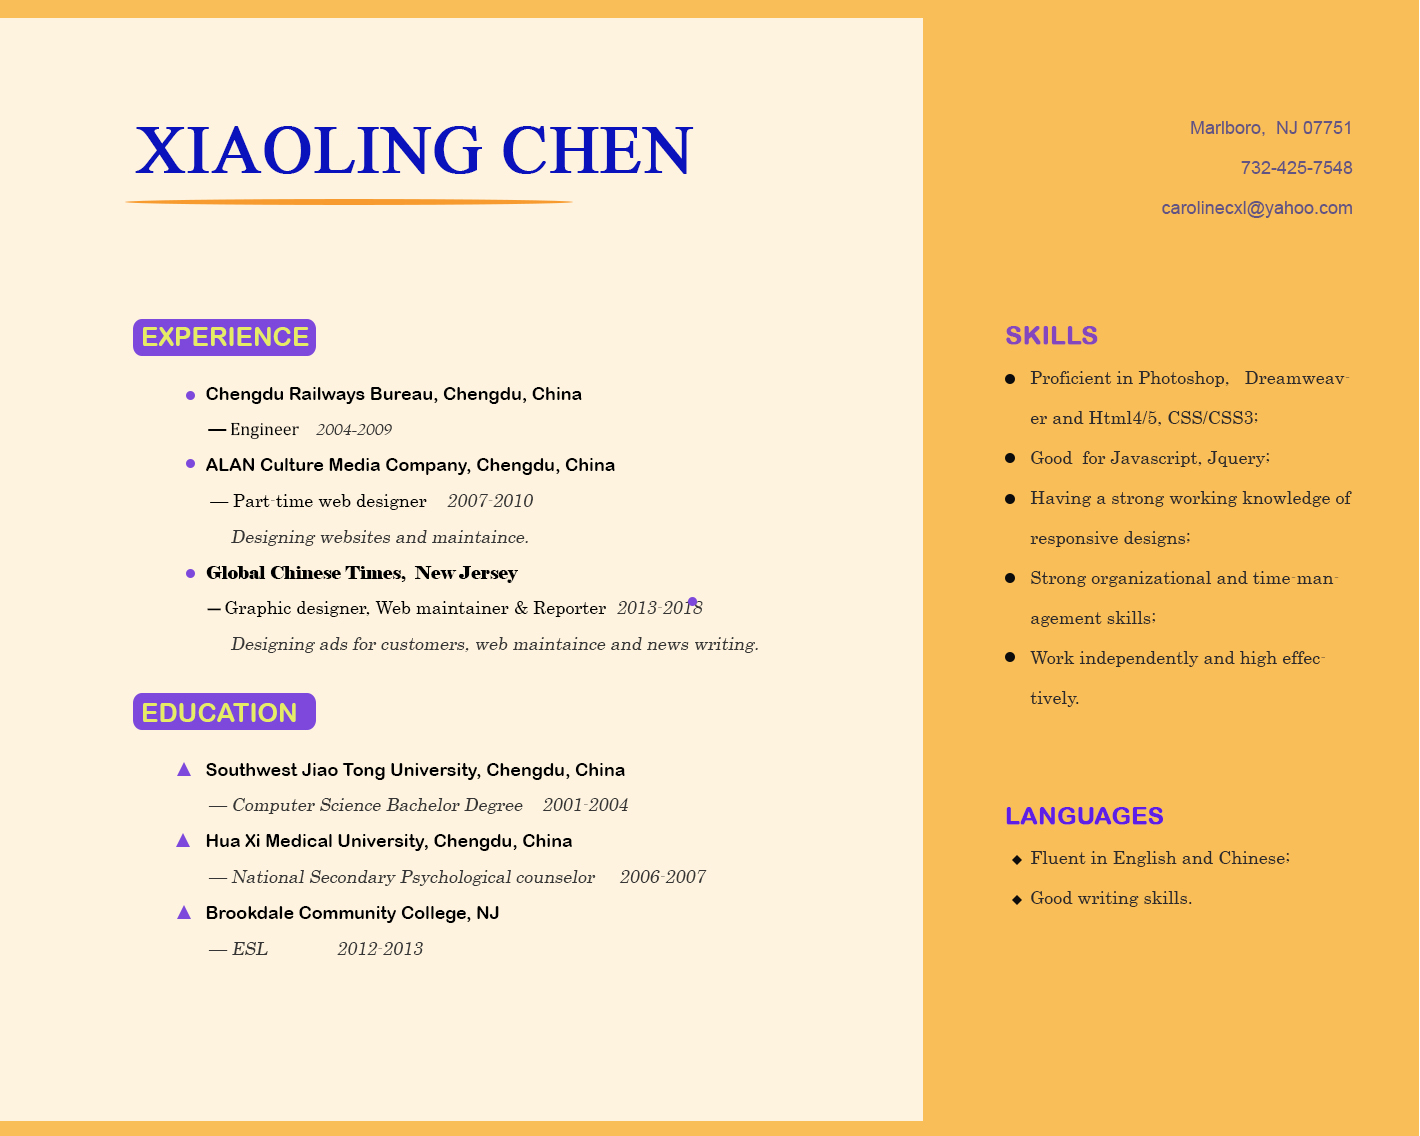 XIAOLING CHEN
EXPERIENCE
Chengdu Railways Bureau, Chengdu, China
— Engineer 2004-2009
ALAN Culture Media Company, Chengdu, China
— Part-time web designer 2007-2010
Designing websites and maintaince.
Global Chinese Times, New Jersey
— Graphic designer, Web maintainer & Reporter 2013-2018
Designing ads for customers, web maintaince and news writing.
EDUCATION
Southwest Jiao Tong University, Chengdu, China
— Computer Science Bachelor Degree 2001-2004
Hua Xi Medical University, Chengdu, China
— National Secondary Psychological counselor 2006-2007
Brookdale Community College, NJ
— ESL 2012-2013
Marlboro, NJ 07751
732-425-7548
carolinecxl@yahoo.com
SKILLS
Proficient in Photoshop, Dreamweav-
er and Html4/5, CSS/CSS3;
Good for Javascript, Jquery;
Having a strong working knowledge of
responsive designs;
Strong organizational and time-man-
agement skills;
Work independently and high effec-
tively.
LANGUAGES
Fluent in English and Chinese;
Good writing skills.